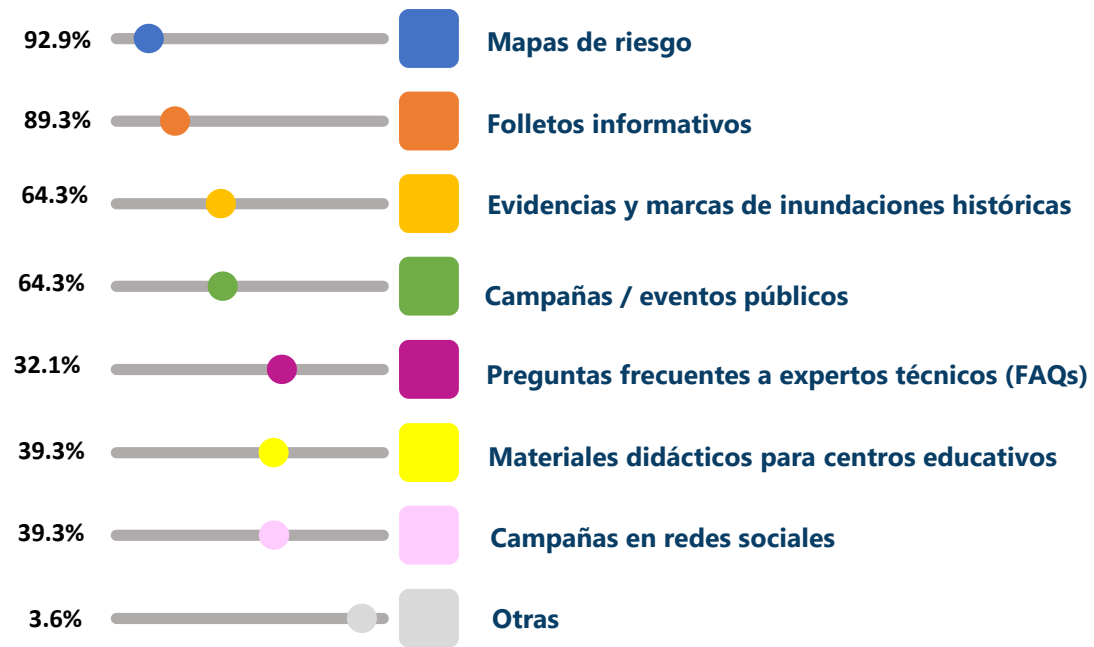 92.9% Mapas de riesgo
89.3% Folletos informativos
64.3% Evidencias y marcas de inundaciones históricas
64.3% Campañas / eventos públicos
32.1% Preguntas frecuentes a expertos técnicos (FAQs)
39.3% Materiales didácticos para centros educativos
39.3% Campañas en redes sociales
3.6% Otras